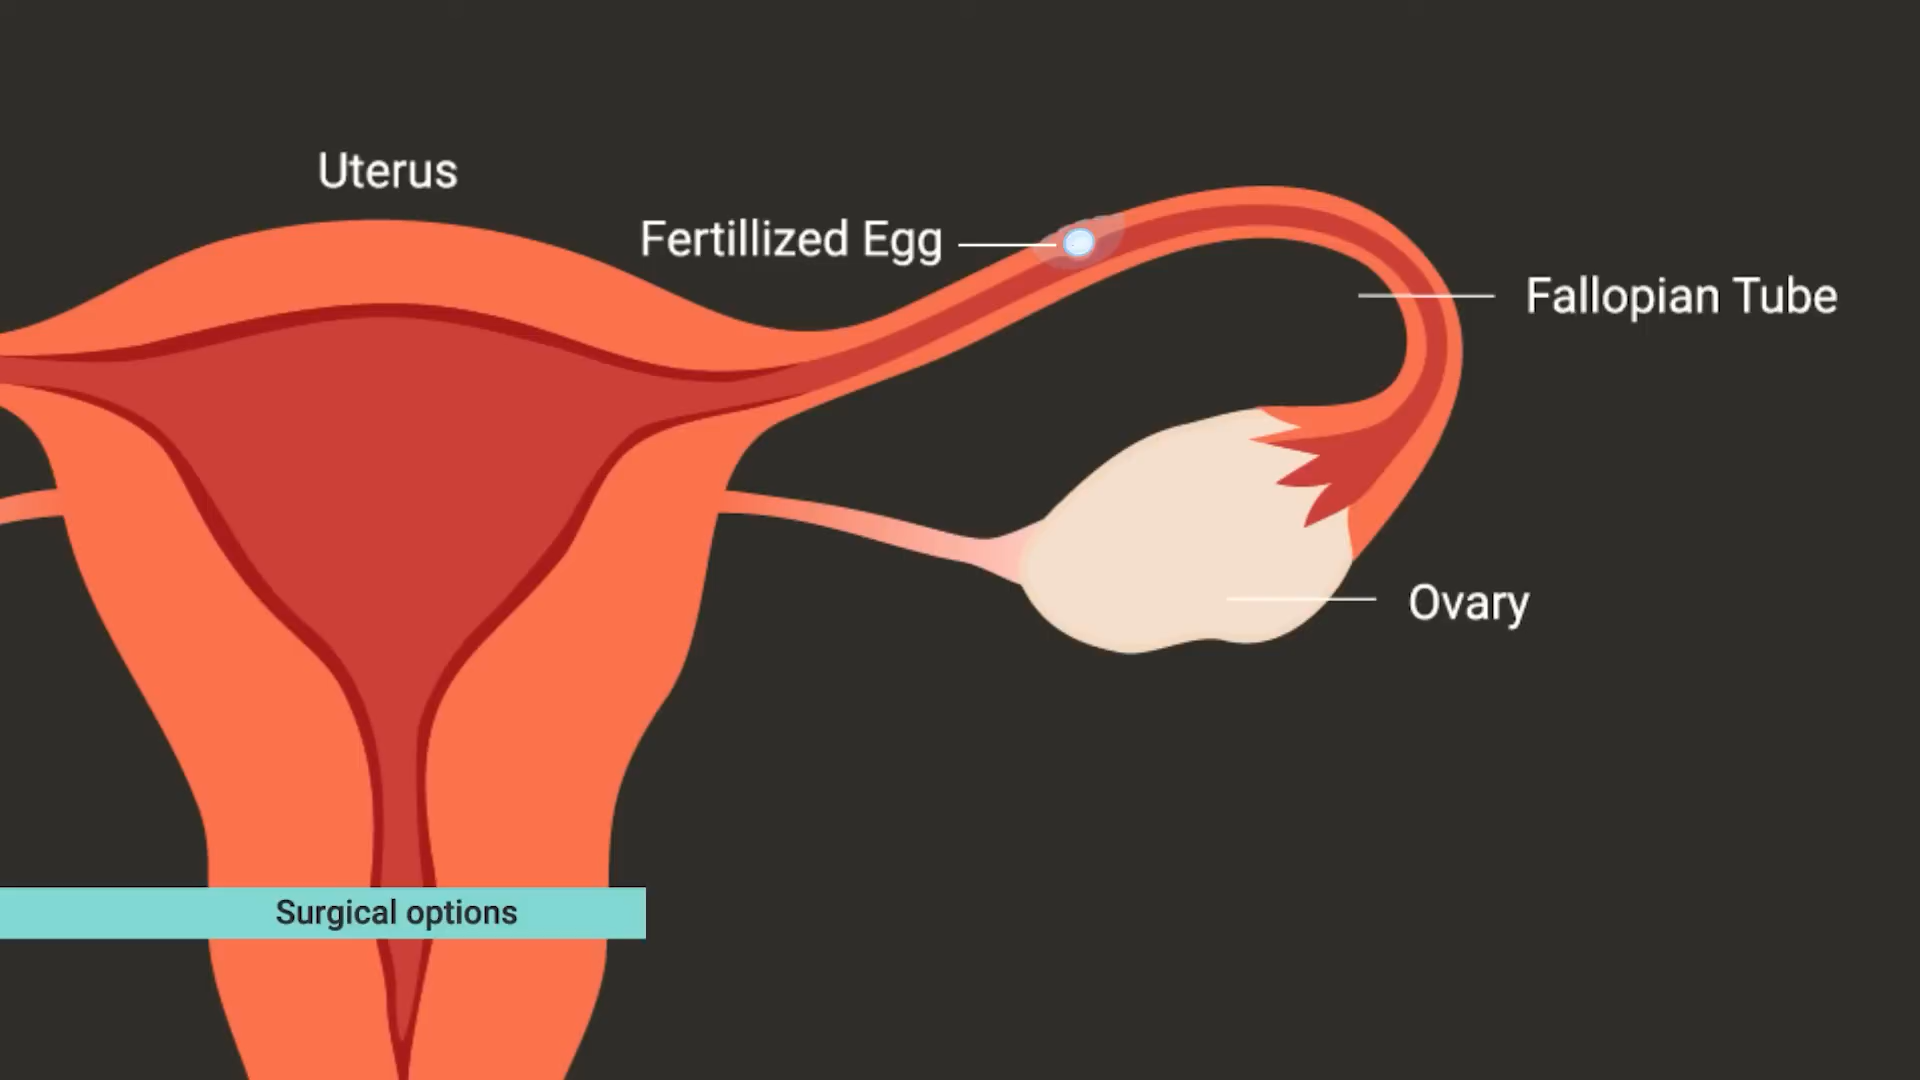 Uterus
Fertillized Egg
Fallopian Tube
Ovary
Surgical options